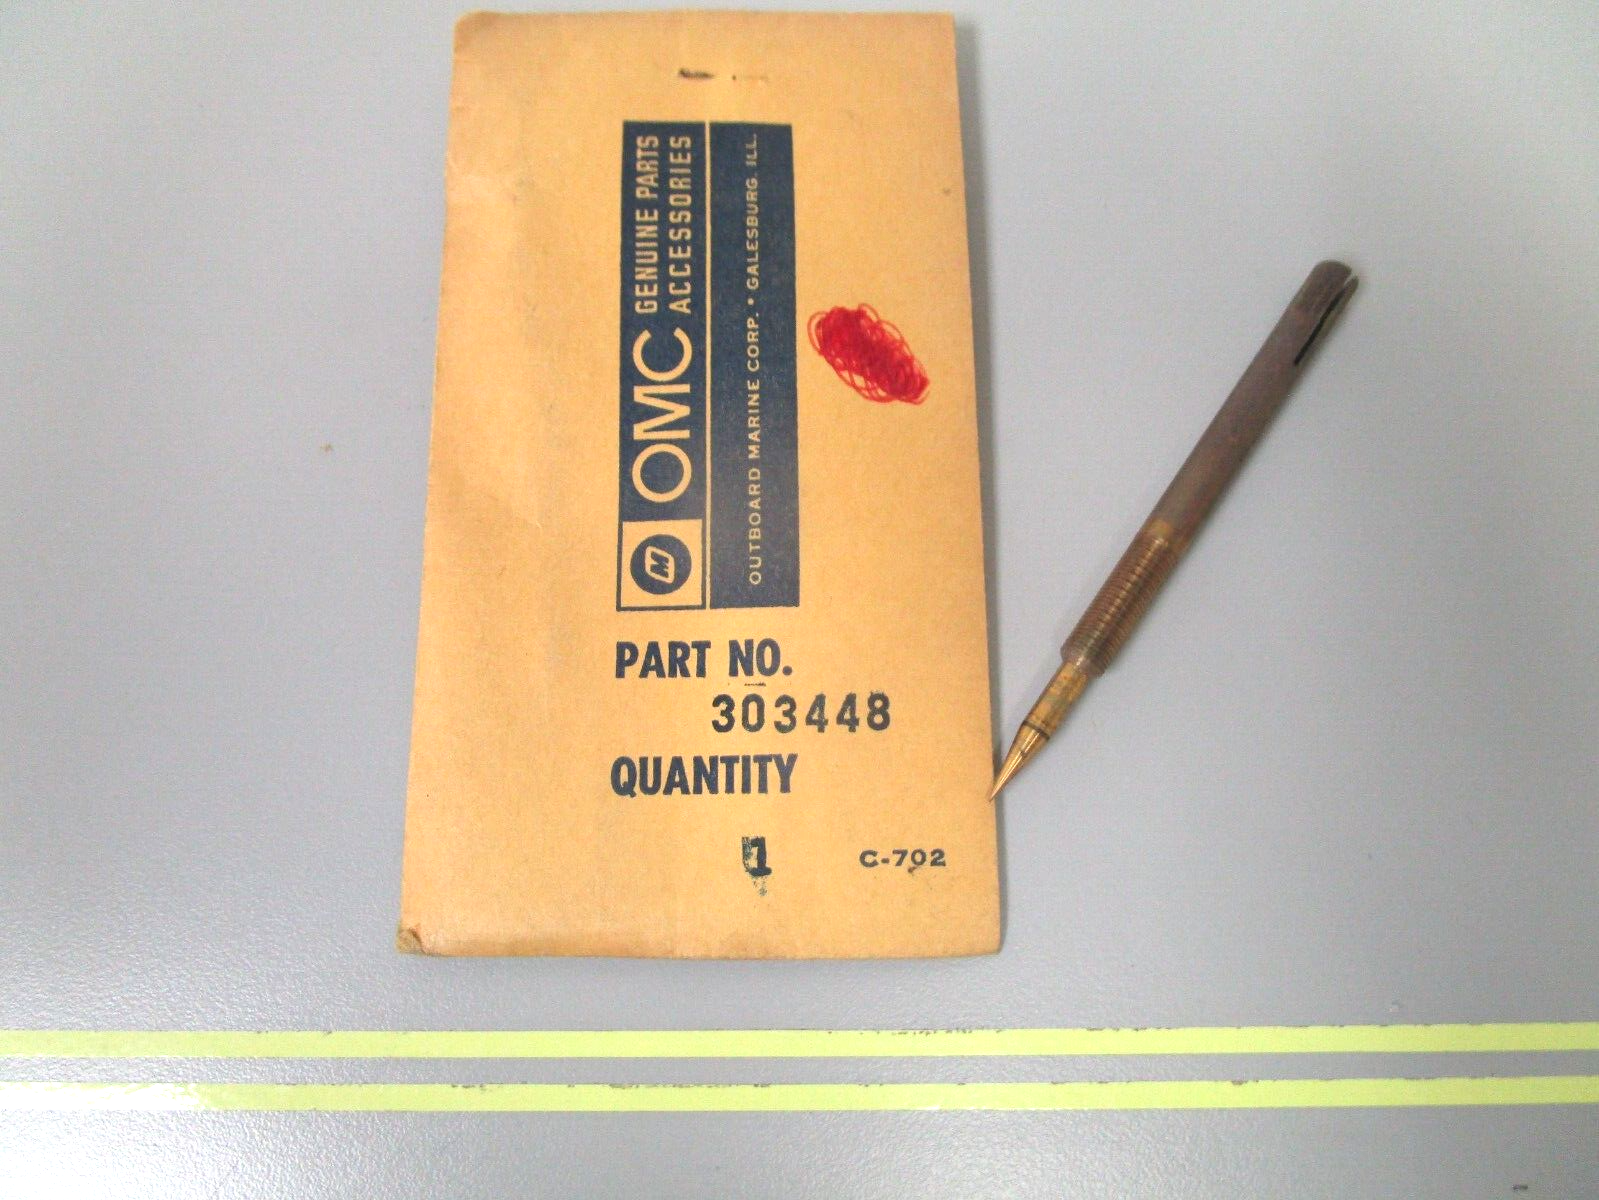 M OMC GENUINE PARTS
ACCESSORIES
OUTBOARD MARINE CORP. • GALESBURG, ILL.
PART NO.
303448
QUANTITY
1
C-702